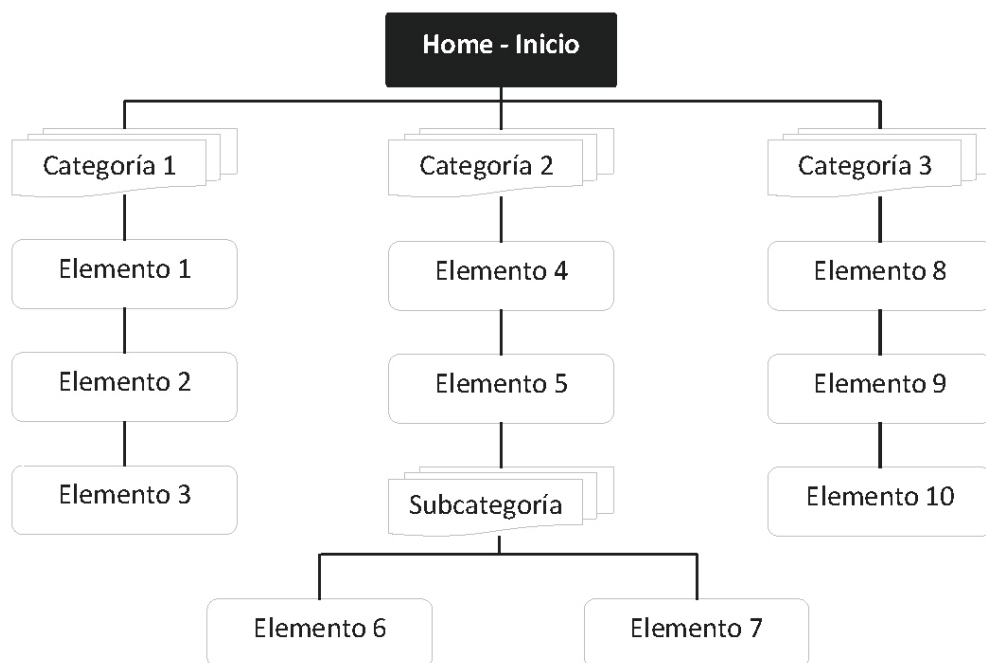 Home - Inicio
Categoría 1
Categoría 2
Categoría 3
Elemento 1
Elemento 4
Elemento 8
Elemento 2
Elemento 5
Elemento 9
Elemento 3
Subcategoría
Elemento 10
Elemento 6
Elemento 7